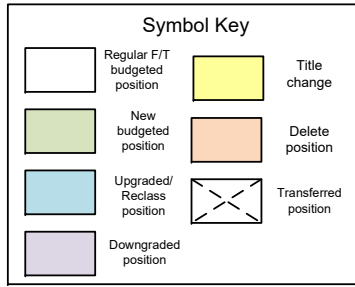 Symbol Key
Regular F/T
budgeted
position
Title
change
New
budgeted
position
Delete
position
Upgraded/
Reclass
position
Transferred
position
Downgraded
position